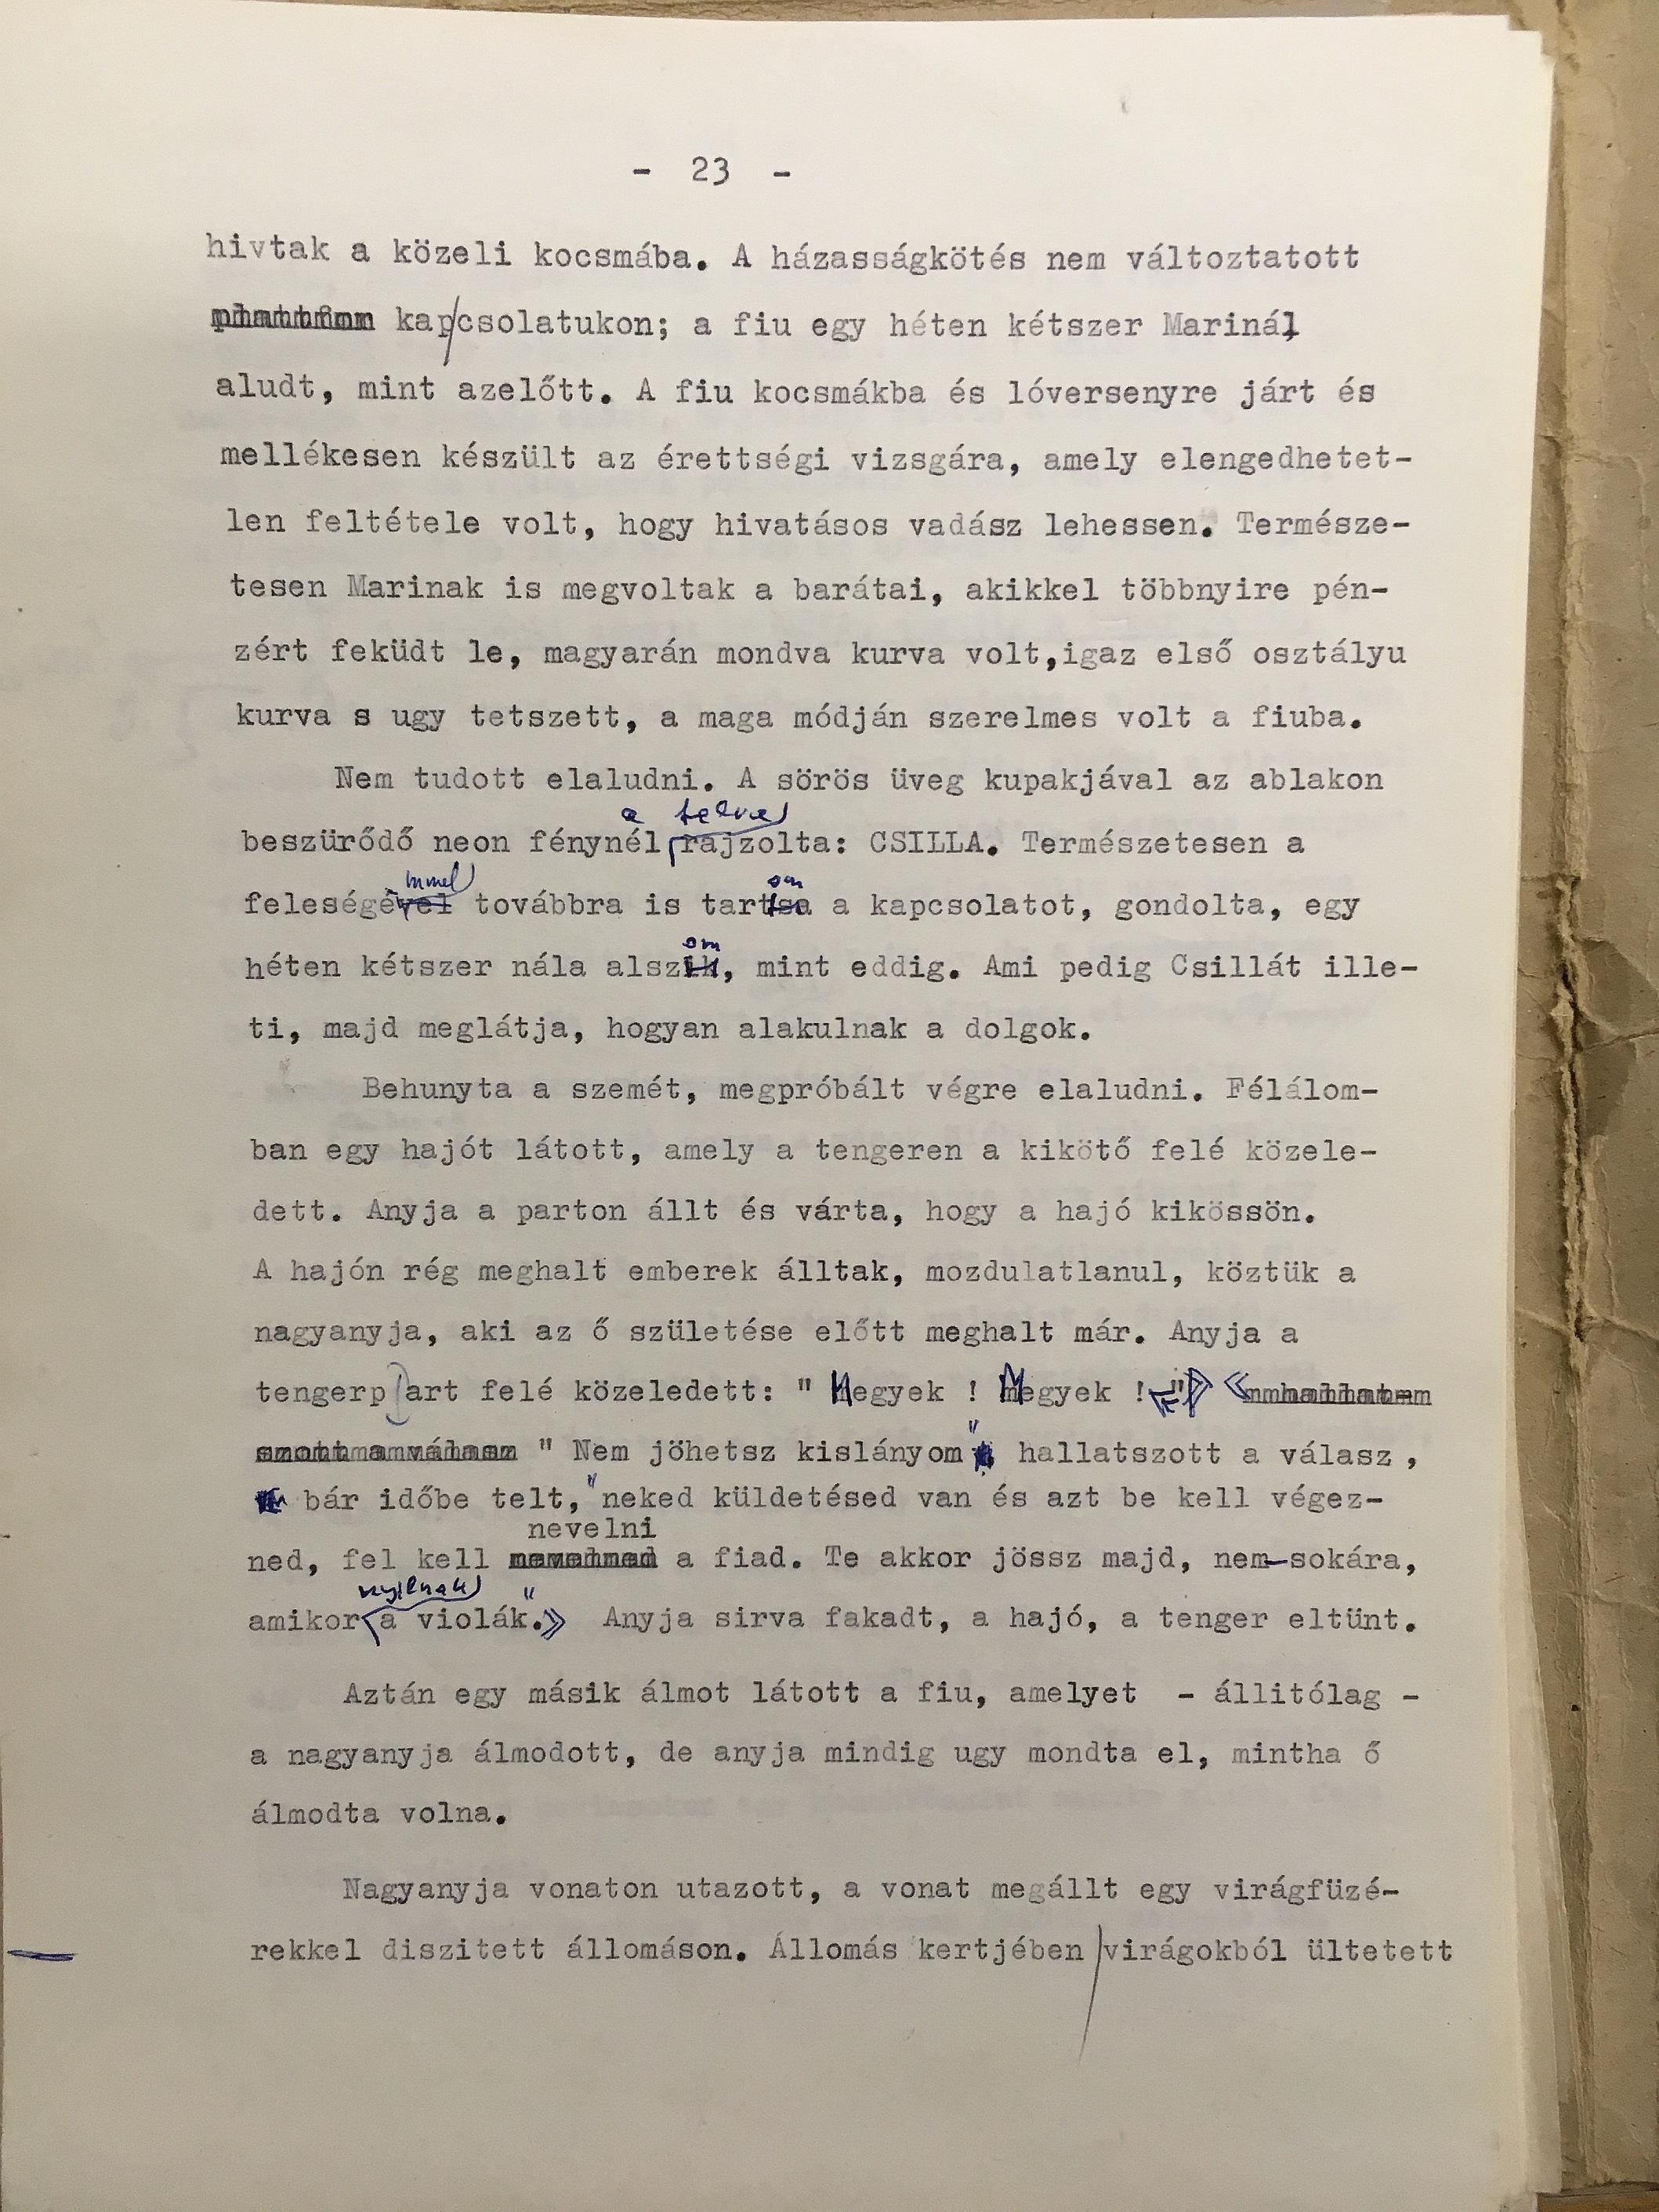 - 23 -
hivtak a közeli kocsmába. A házasságkötés nem változtatott
kapcsolatukon; a fiu egy héten kétszer Marinál
aludt, mint azelőtt. A fiu kocsmákba és lóversenyre járt és
mellékesen készült az érettségi vizsgára, amely elengedhetet-
len feltétele volt, hogy hivatásos vadász lehessen. Természe-
tesen Marinak is megvoltak a barátai, akikkel többnyire pén-
zért feküdt le, magyarán mondva kurva volt,igaz első osztályu
kurva s ugy tetszett, a maga módján szerelmes volt a fiuba.
Nem tudott elaludni. A sörös üveg kupakjával az ablakon
a
beszürődő neon fénynél rajzolta: CSILLA. Természetesen a
mmel om
feleségével továbbra is tartsa a kapcsolatot, gondolta, egy
om
héten kétszer nála alszik, mint eddig. Ami pedig Csillát ille-
ti, majd meglátja, hogyan alakulnak a dolgok.
Behunyta a szemét, megpróbált végre elaludni. Félálom-
ban egy hajót látott, amely a tengeren a kikötő felé közele-
dett. Anyja a parton állt és várta, hogy a hajó kikössön.
A hajón rég meghalt emberek álltak, mozdulatlanul, köztük a
nagyanyja, aki az ő születése előtt meghalt már. Anyja a
tengerpart felé közeledett: " Megyek ! Megyek ! "» «
" Nem jöhetsz kislányom" hallatszott a válasz ,
bár időbe telt, "neked küldetésed van és azt be kell végez-
nevelni
ned, fel kell a fiad. Te akkor jössz majd, nem-sokára,
nyilnak
amikor a violák."» Anyja sirva fakadt, a hajó, a tenger eltünt.
Aztán egy másik álmot látott a fiu, amelyet - állitólag -
a nagyanyja álmodott, de anyja mindig ugy mondta el, mintha ő
álmodta volna.
Nagyanyja vonaton utazott, a vonat megállt egy virágfüzé-
rekkel diszitett állomáson. Állomás kertjében virágokból ültetett